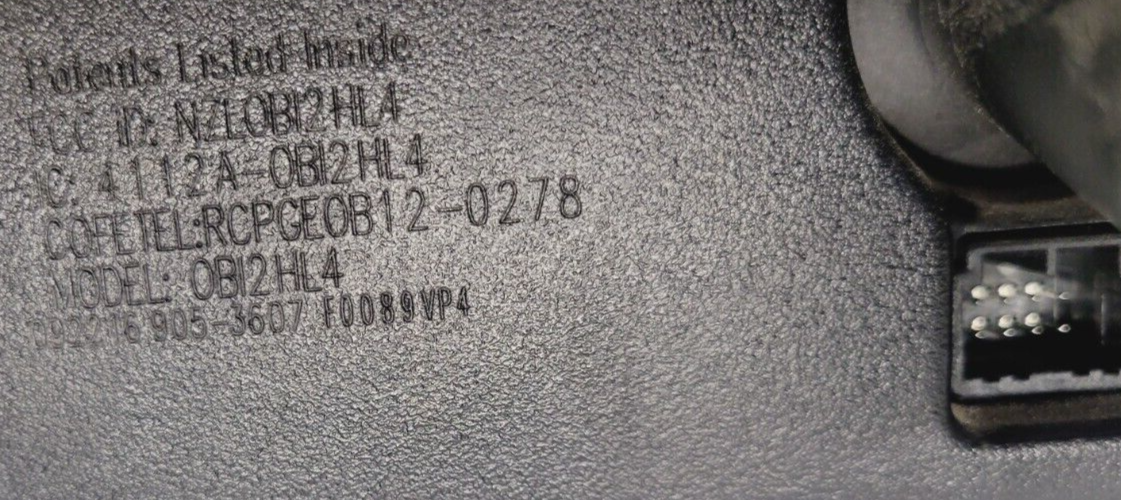 Patents Listed Inside
FCC ID: NZLOBI2HL4
IC: 4112A-OBI2HL4
COFETEL:RCPGEOB12-0278
MODEL: OBI2HL4
905-3607 F0089VP4